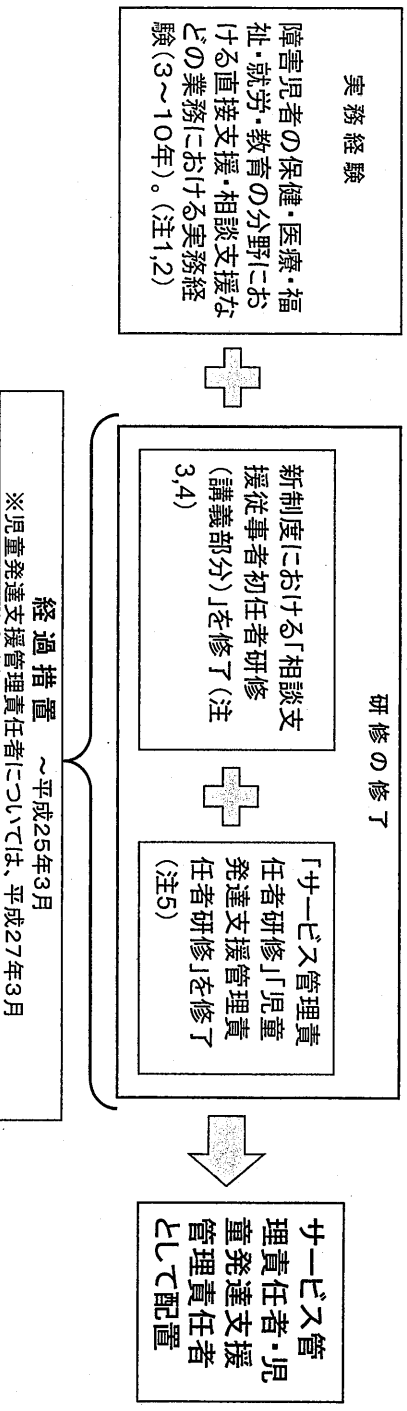 実務経験
障害児者の保健・医療・福
祉・就労・教育の分野にお
ける直接支援・相談支援な
どの業務における実務経
験(3~10年)。(注1,2)
研修の修了
新制度における「相談支
援従事者初任者研修
(講義部分)」を修了(注
3,4)
「サービス管理責
任者研修」「児童
発達支援管理責
任者研修」を修了
(注5)
サービス管
理責任者・児
童発達支援
管理責任者
として配置
経過措置 ~平成25年3月
※児童発達支援管理責任者については、平成27年3月